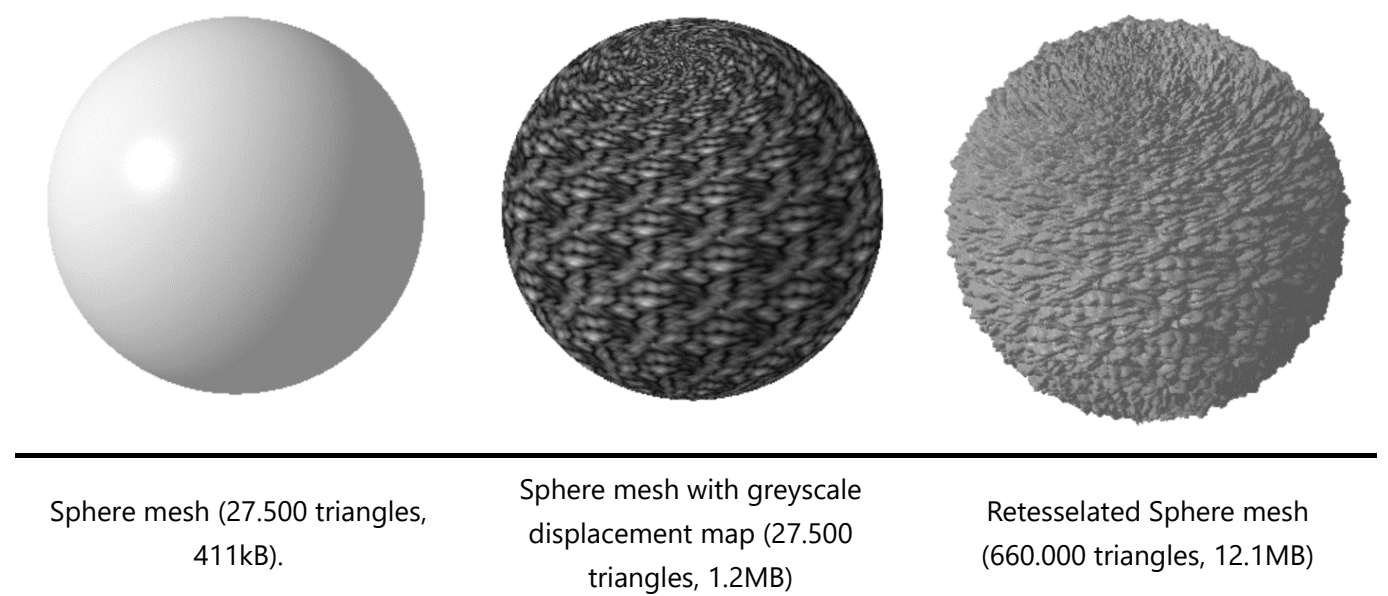 Sphere mesh (27.500 triangles,
411kB).
Sphere mesh with greyscale
displacement map (27.500
triangles, 1.2MB)
Retesselated Sphere mesh
(660.000 triangles, 12.1MB)